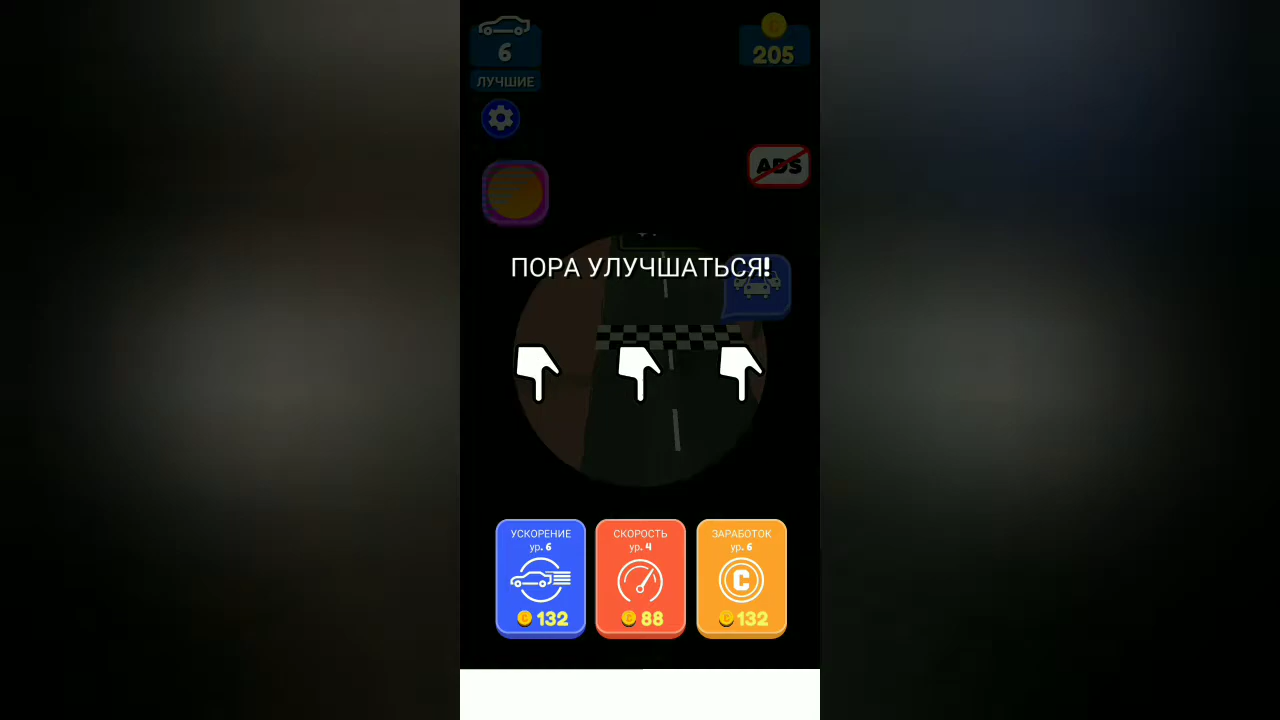 6
205
ЛУЧШИЕ
ADS
ПОРА УЛУЧШАТЬСЯ!
УСКОРЕНИЕ
ур. 6
132
СКОРОСТЬ
ур. 4
88
ЗАРАБОТОК
ур. 6
C
132